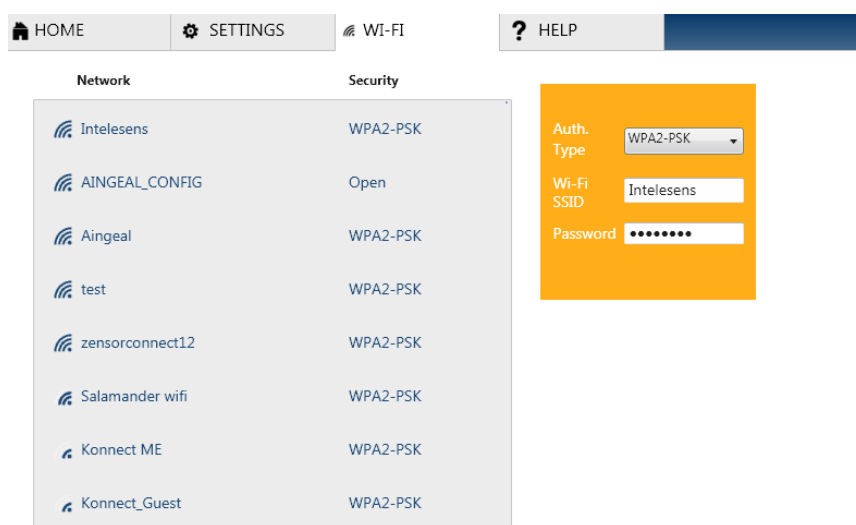 HOME SETTINGS WI-FI ? HELP
Network Security
Intelesens WPA2-PSK
AINGEAL_CONFIG Open
Aingeal WPA2-PSK
test WPA2-PSK
zensorconnect12 WPA2-PSK
Salamander wifi WPA2-PSK
Konnect ME WPA2-PSK
Konnect_Guest WPA2-PSK
Auth.
Type WPA2-PSK
Wi-Fi
SSID Intelesens
Password ••••••••